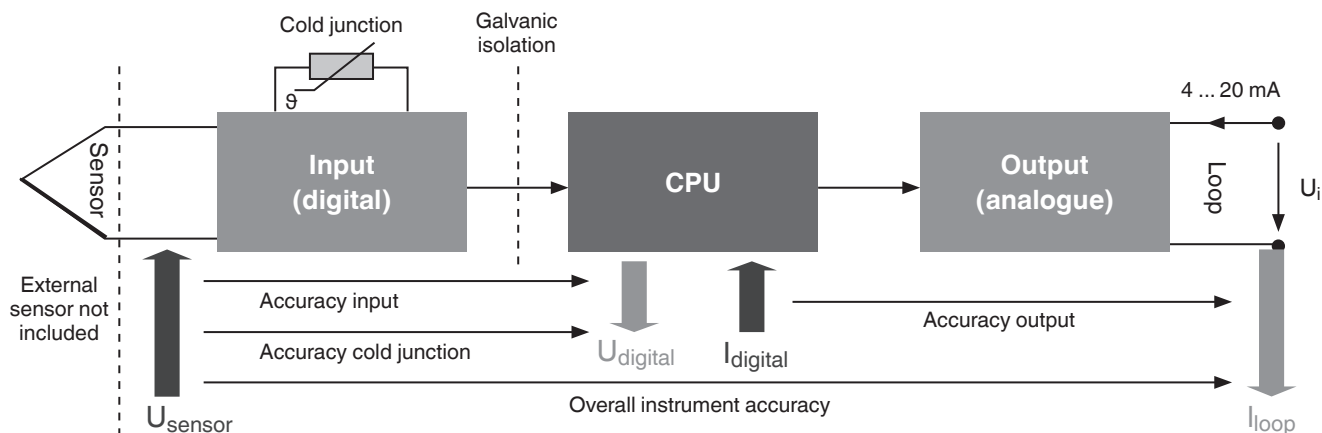 Cold junction
Galvanic
isolation
4 ... 20 mA
ϑ
Sensor
Input
(digital)
CPU
Output
(analogue)
Loop
Ui
External
sensor not
included
Accuracy input
Accuracy cold junction
Udigital
Idigital
Accuracy output
Usensor
Overall instrument accuracy
Iloop